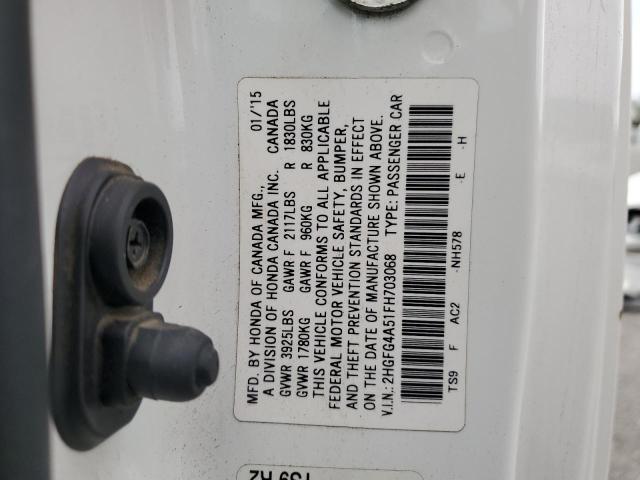 MFD. BY HONDA OF CANADA MFG., 01/'15
A DIVISION OF HONDA CANADA INC. CANADA
GVWR 3925LBS GAWR F 2117LBS R 1830LBS
GVWR 1780KG GAWR F 960KG R 830KG
THIS VEHICLE CONFORMS TO ALL APPLICABLE
FEDERAL MOTOR VEHICLE SAFETY, BUMPER,
AND THEFT PREVENTION STANDARDS IN EFFECT
ON THE DATE OF MANUFACTURE SHOWN ABOVE.
V.I.N.: 2HGFG4A51FH703068 TYPE: PASSENGER CAR
TS9 F AC2 -NH578 -E -H